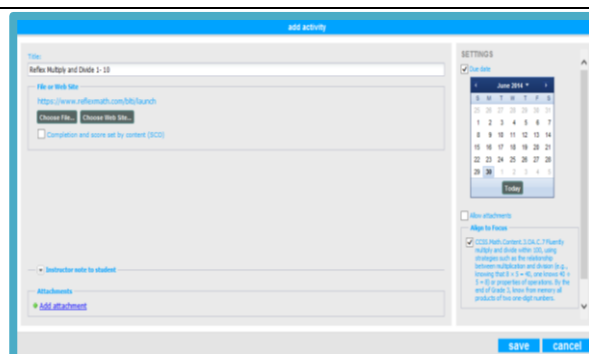 add activity
Title:
Reflex Multiply and Divide 1- 10
File or Web Site
https://www.reflexmath.com/blti/launch
Choose File... Choose Web Site...
Completion and score set by content (SCO)
Instructor note to student
Attachments
Add attachment
SETTINGS
Due date
June 2014
S M T W T F S
25 26 27 28 29 30 31
1 2 3 4 5 6 7
8 9 10 11 12 13 14
15 16 17 18 19 20 21
22 23 24 25 26 27 28
29 30 1 2 3 4 5
Today
Allow attachments
Align to Focus
CCSS.Math.Content.3.OA.C.7 Fluently
multiply and divide within 100, using
strategies such as the relationship
between multiplication and division (e.g.,
knowing that 8 × 5 = 40, one knows 40 ÷
5 = 8) or properties of operations. By the
end of Grade 3, know from memory all
products of two one-digit numbers.
save cancel